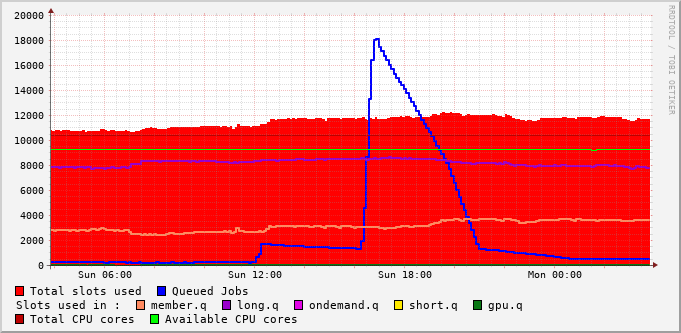 20000
18000
16000
14000
12000
10000
8000
6000
4000
2000
0
Sun 06:00 Sun 12:00 Sun 18:00 Mon 00:00
Total slots used Queued Jobs
Slots used in : member.q long.q ondemand.q short.q gpu.q
Total CPU cores Available CPU cores
RRDTOOL / TOBI OETIKER